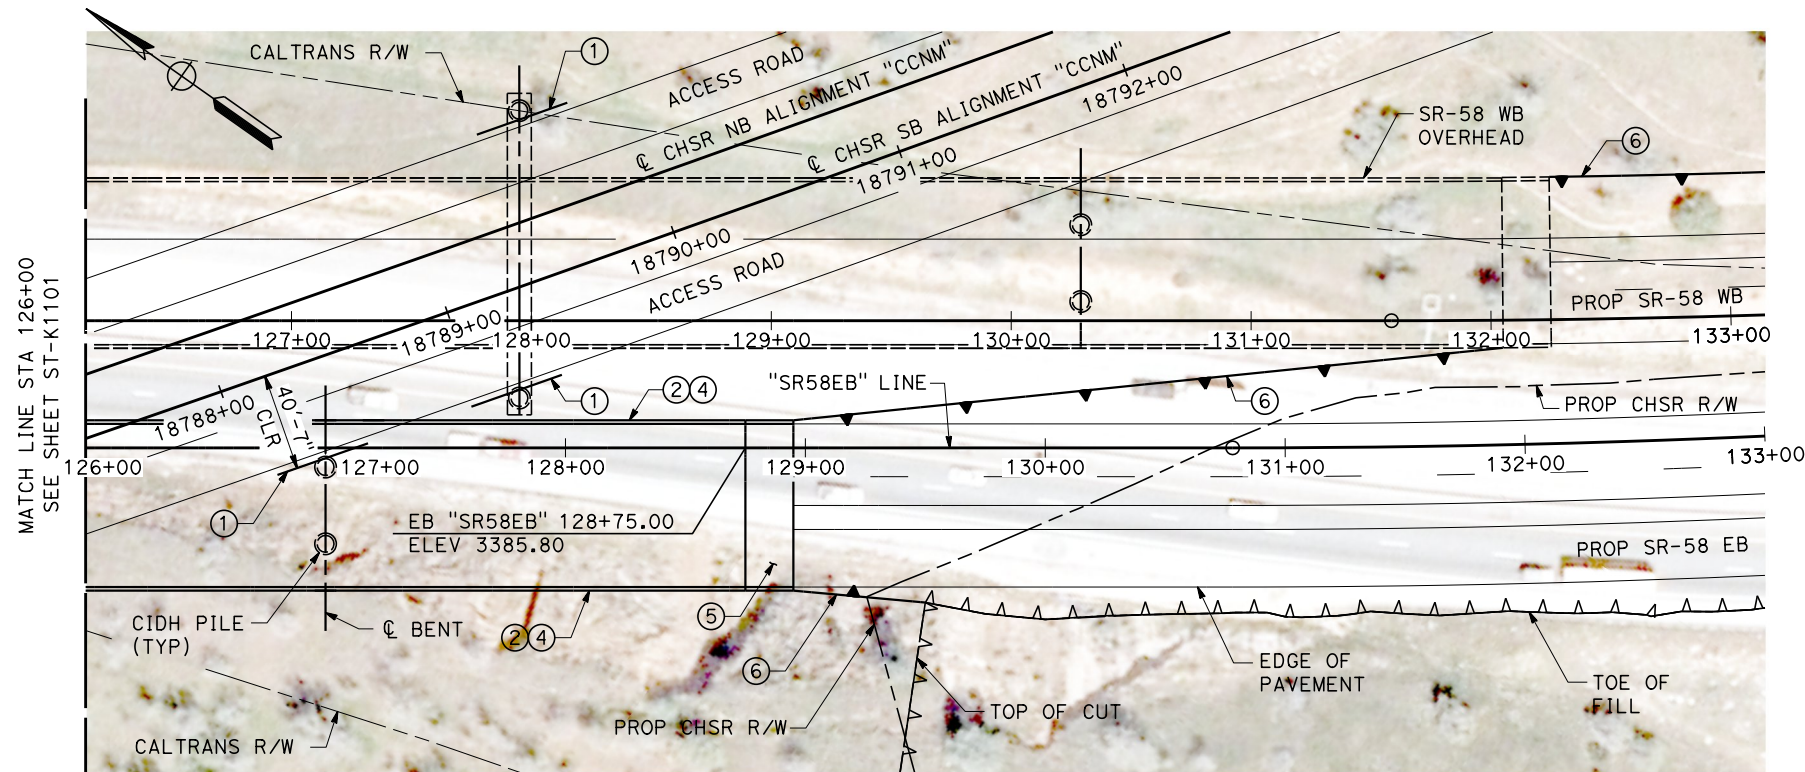 CALTRANS R/W
1
ACCESS ROAD
℄ CHSR NB ALIGNMENT "CCNM"
℄ CHSR SB ALIGNMENT "CCNM"
18792+00
SR-58 WB
OVERHEAD
6
18791+00
18790+00
ACCESS ROAD
18789+00
MATCH LINE STA 126+00
SEE SHEET ST-K1101
PROP SR-58 WB
127+00
128+00
129+00
130+00
131+00
132+00
133+00
1
2 4
"SR58EB" LINE
6
PROP CHSR R/W
18788+00
40'-7"
CLR
126+00
127+00
128+00
129+00
130+00
131+00
132+00
133+00
1
EB "SR58EB" 128+75.00
ELEV 3385.80
PROP SR-58 EB
CIDH PILE
(TYP)
℄ BENT
2 4
5
6
EDGE OF
PAVEMENT
TOE OF
FILL
PROP CHSR R/W
TOP OF CUT
CALTRANS R/W